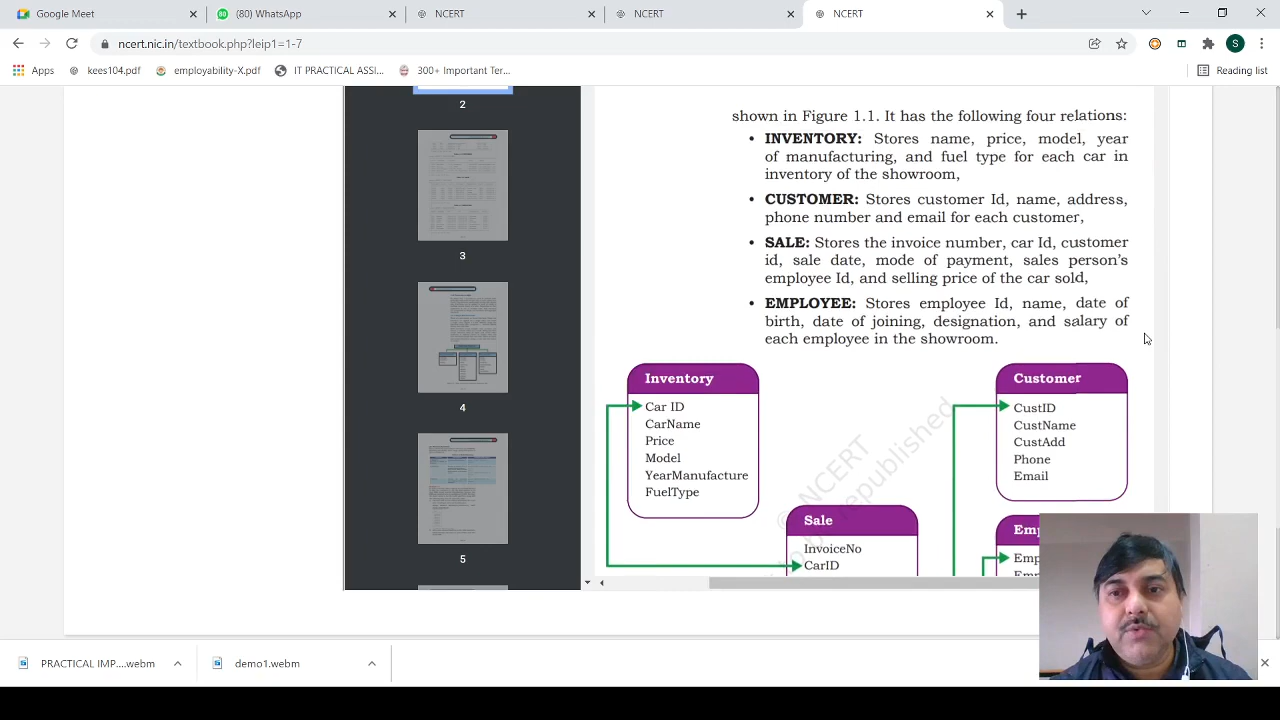 Google Meet
(80) WhatsApp
NCERT
NCERT
NCERT
ncert.nic.in/textbook.php?leip1=1-7
S
Apps
kees104.pdf
employability-X.pdf
IT PRACTICAL ASSI...
300+ Important Ter...
Reading list
2
3
4
5
shown in Figure 1.1. It has the following four relations:
• INVENTORY: Stores name, price, model, year
of manufacturing, and fuel type for each car in
inventory of the showroom,
• CUSTOMER: Stores customer Id, name, address,
phone number and email for each customer,
• SALE: Stores the invoice number, car Id, customer
id, sale date, mode of payment, sales person's
employee Id, and selling price of the car sold,
• EMPLOYEE: Stores employee Id, name, date of
birth, date of joining, designation, and salary of
each employee in the showroom.
Inventory
Car ID
CarName
Price
Model
YearManufacture
FuelType
Customer
CustID
CustName
CustAdd
Phone
Email
Sale
InvoiceNo
CarID
PRACTICAL IMP....webm
demo1.webm